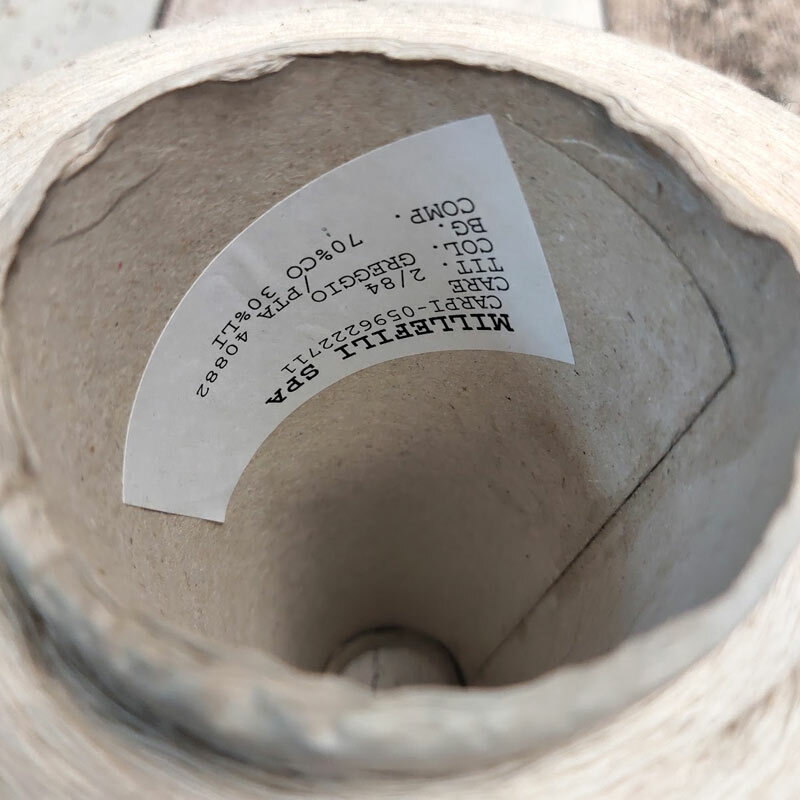 MILLEFILI SPA
CARPI-0596222711
CARE
TIT. 2/84
COL. GREGGIO/PTA 40882
BG.
COMP. 70%CO 30%LI